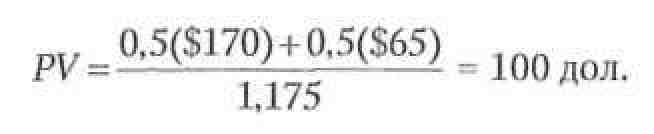 PV = 0,5($170) + 0,5($65) / 1,175 = 100 дол.